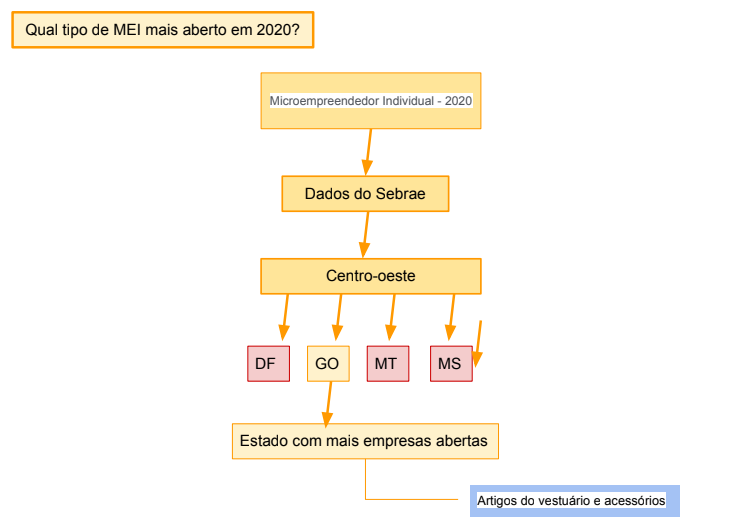 Qual tipo de MEI mais aberto em 2020?
Microempreendedor Individual - 2020
Dados do Sebrae
Centro-oeste
DF
GO
MT
MS
Estado com mais empresas abertas
Artigos do vestuário e acessórios